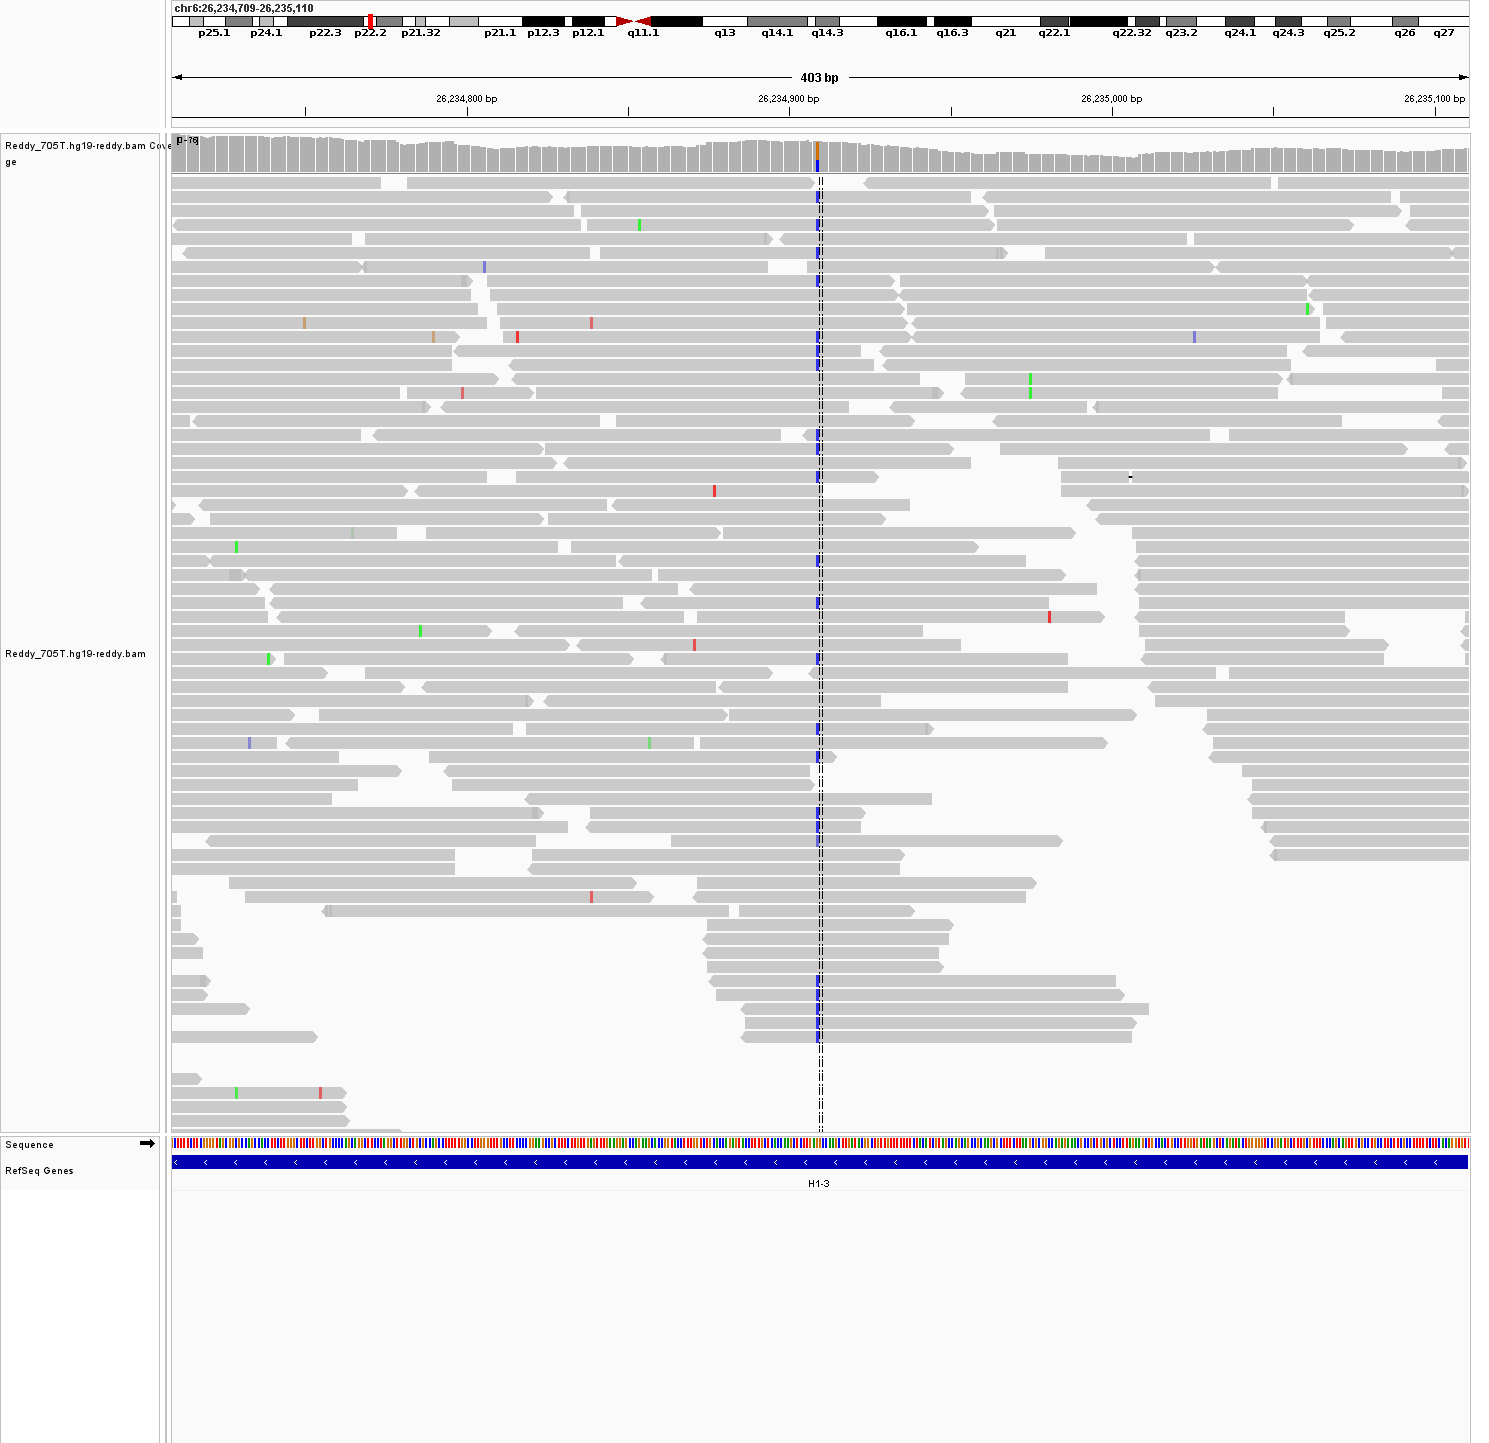 chr6:26,234,709-26,235,110
p25.1 p24.1 p22.3 p22.2 p21.32 p21.1 p12.3 p12.1 q11.1 q13 q14.1 q14.3 q16.1 q16.3 q21 q22.1 q22.32 q23.2 q24.1 q24.3 q25.2 q26 q27
403 bp
26,234,800 bp 26,234,900 bp 26,235,000 bp 26,235,100 bp
Reddy_705T.hg19-reddy.bam Cove
ge
Reddy_705T.hg19-reddy.bam
Sequence
RefSeq Genes
H1-3